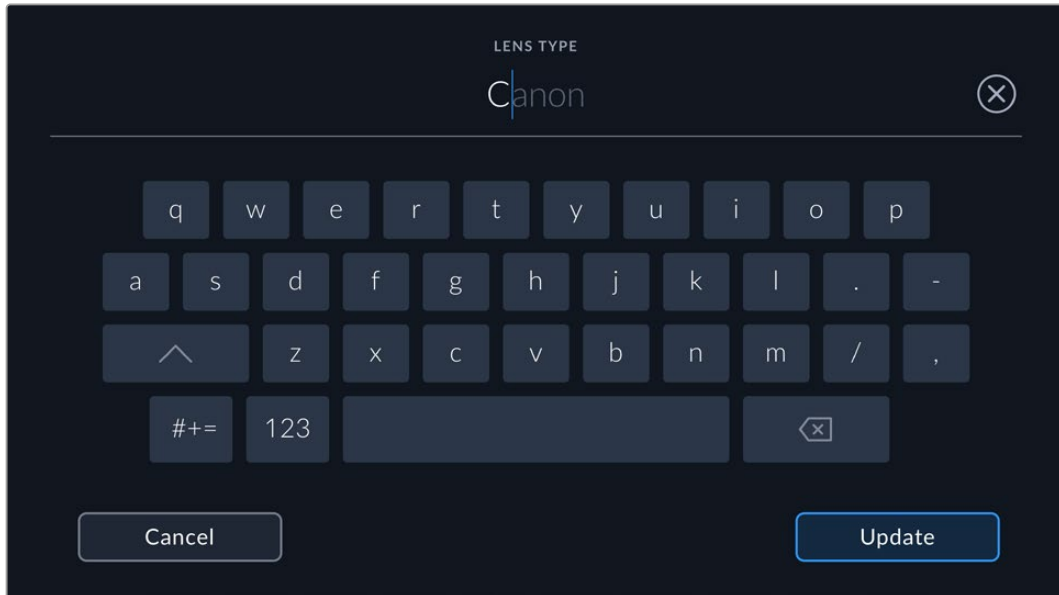 LENS TYPE
Canon
q w e r t y u i o p
a s d f g h j k l . -
z x c v b n m / ,
#+= 123
Cancel Update